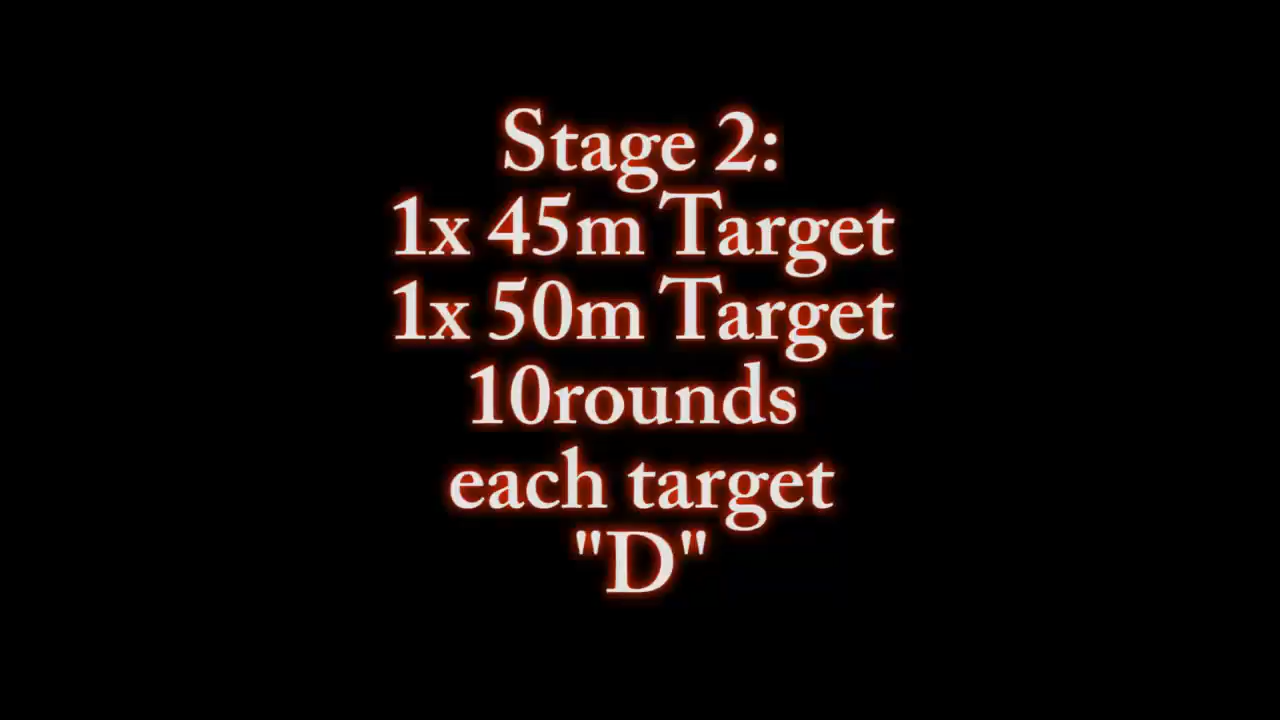 Stage 2:
1x 45m Target
1x 50m Target
10rounds
each target
"D"